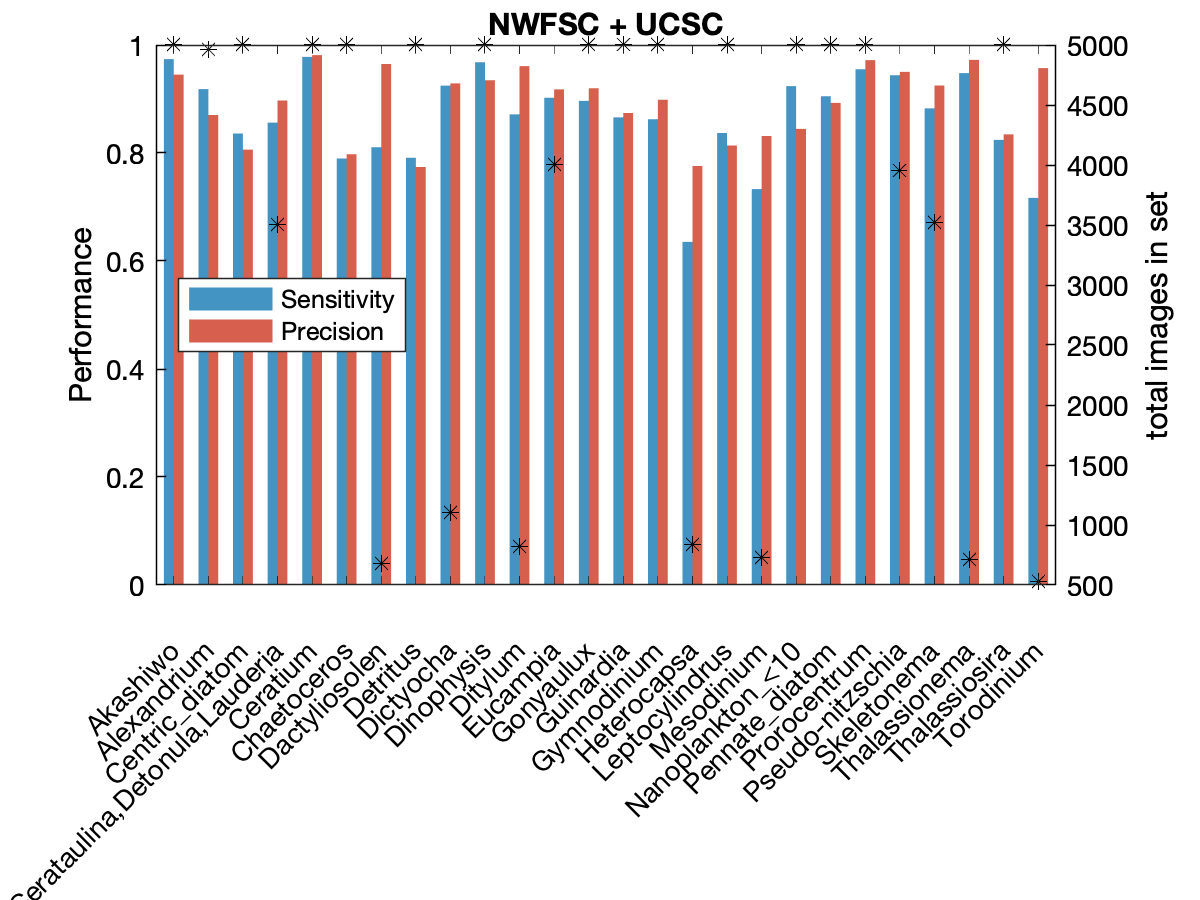 NWFSC + UCSC
1
0.8
0.6
0.4
0.2
0
Performance
5000
4500
4000
3500
3000
2500
2000
1500
1000
500
total images in set
Sensitivity
Precision
Akashiwo
Alexandrium
Centric_diatom
Cerataulina,Detonula,Lauderia
Ceratium
Chaetoceros
Dactyliosolen
Detritus
Dictyocha
Dinophysis
Ditylum
Eucampia
Gonyaulux
Guinardia
Gymnodinium
Heterocapsa
Leptocylindrus
Mesodinium
Nanoplankton_<10
Pennate_diatom
Prorocentrum
Pseudo-nitzschia
Skeletonema
Thalassionema
Thalassiosira
Torodinium